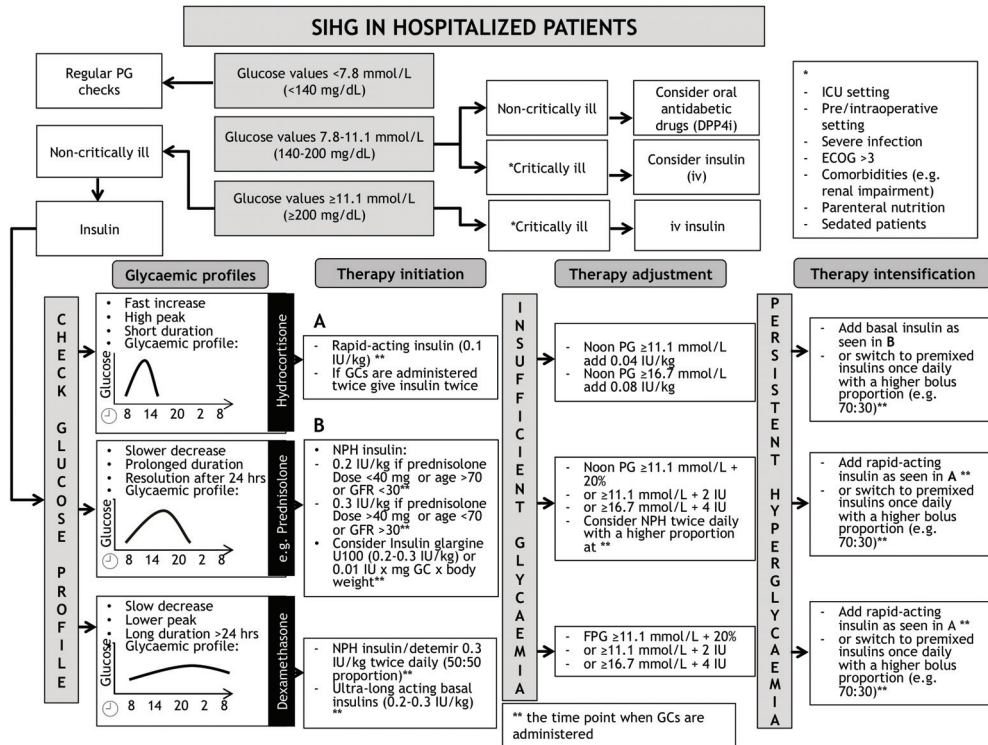 SIHG IN HOSPITALIZED PATIENTS
Regular PG
checks
Glucose values <7.8 mmol/L
(<140 mg/dL)
Non-critically ill
Glucose values 7.8-11.1 mmol/L
(140-200 mg/dL)
Glucose values ≥11.1 mmol/L
(≥200 mg/dL)
Insulin
Non-critically ill
Consider oral
antidabetic
drugs (DPP4i)
*Critically ill
Consider insulin
(iv)
*Critically ill
iv insulin
*
- ICU setting
- Pre/intraoperative
setting
- Severe infection
- ECOG >3
- Comorbidities (e.g.
renal impairment)
- Parenteral nutrition
- Sedated patients
Glycaemic profiles
Therapy initiation
Therapy adjustment
Therapy intensification
CHECK GLUCOSE PROFILE
• Fast increase
• High peak
• Short duration
• Glycaemic profile:
Glucose
8 14 20 2 8
Hydrocortisone
A
- Rapid-acting insulin (0.1
IU/kg) **
- If GCs are administered
twice give insulin twice
INSUFFICIENT GLYCAEMIA
- Noon PG ≥11.1 mmol/L
add 0.04 IU/kg
- Noon PG ≥16.7 mmol/L
add 0.08 IU/kg
PERSISTENT HYPERGLYCAEMIA
- Add basal insulin as
seen in B
- or switch to premixed
insulins once daily
with a higher bolus
proportion (e.g.
70:30)**
• Slower decrease
• Prolonged duration
• Resolution after 24 hrs
• Glycaemic profile:
Glucose
8 14 20 2 8
e.g. Prednisolone
B
• NPH insulin:
- 0.2 IU/kg if prednisolone
Dose <40 mg or age >70
or GFR <30**
- 0.3 IU/kg if prednisolone
Dose >40 mg or age <70
or GFR >30**
• Consider Insulin glargine
U100 (0.2-0.3 IU/kg) or
0.01 IU x mg GC x body
weight**
- Noon PG ≥11.1 mmol/L +
20%
- or ≥11.1 mmol/L + 2 IU
- or ≥16.7 mmol/L + 4 IU
- Consider NPH twice daily
with a higher proportion
at **
- Add rapid-acting
insulin as seen in A **
- or switch to premixed
insulins once daily
with a higher bolus
proportion (e.g.
70:30)**
• Slow decrease
• Lower peak
• Long duration >24 hrs
• Glycaemic profile:
Glucose
8 14 20 2 8
Dexamethasone
- NPH insulin/detemir 0.3
IU/kg twice daily (50:50
proportion)**
- Ultra-long acting basal
insulins (0.2-0.3 IU/kg)
**
- FPG ≥11.1 mmol/L + 20%
- or ≥11.1 mmol/L + 2 IU
- or ≥16.7 mmol/L + 4 IU
- Add rapid-acting
insulin as seen in A **
- or switch to premixed
insulins once daily
with a higher bolus
proportion (e.g.
70:30)**
** the time point when GCs are
administered